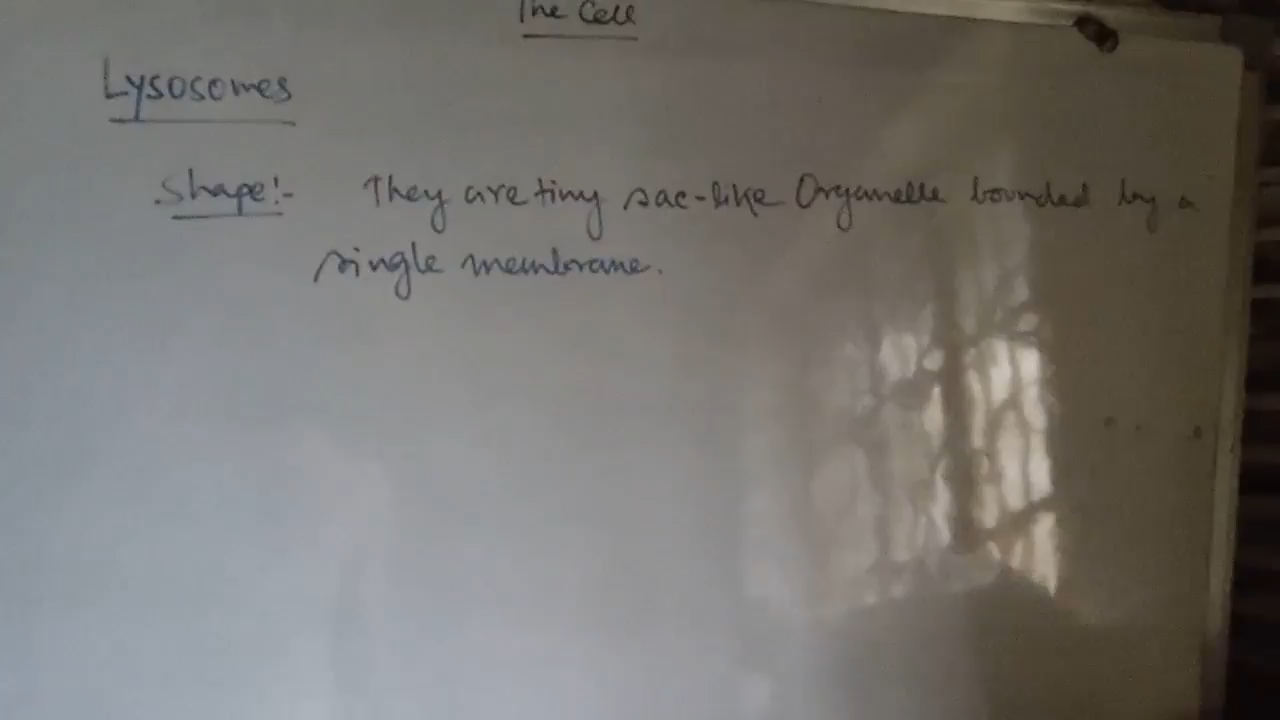 The Cell
Lysosomes
Shape:- They are tiny sac-like Organelle bounded by a
single membrane.